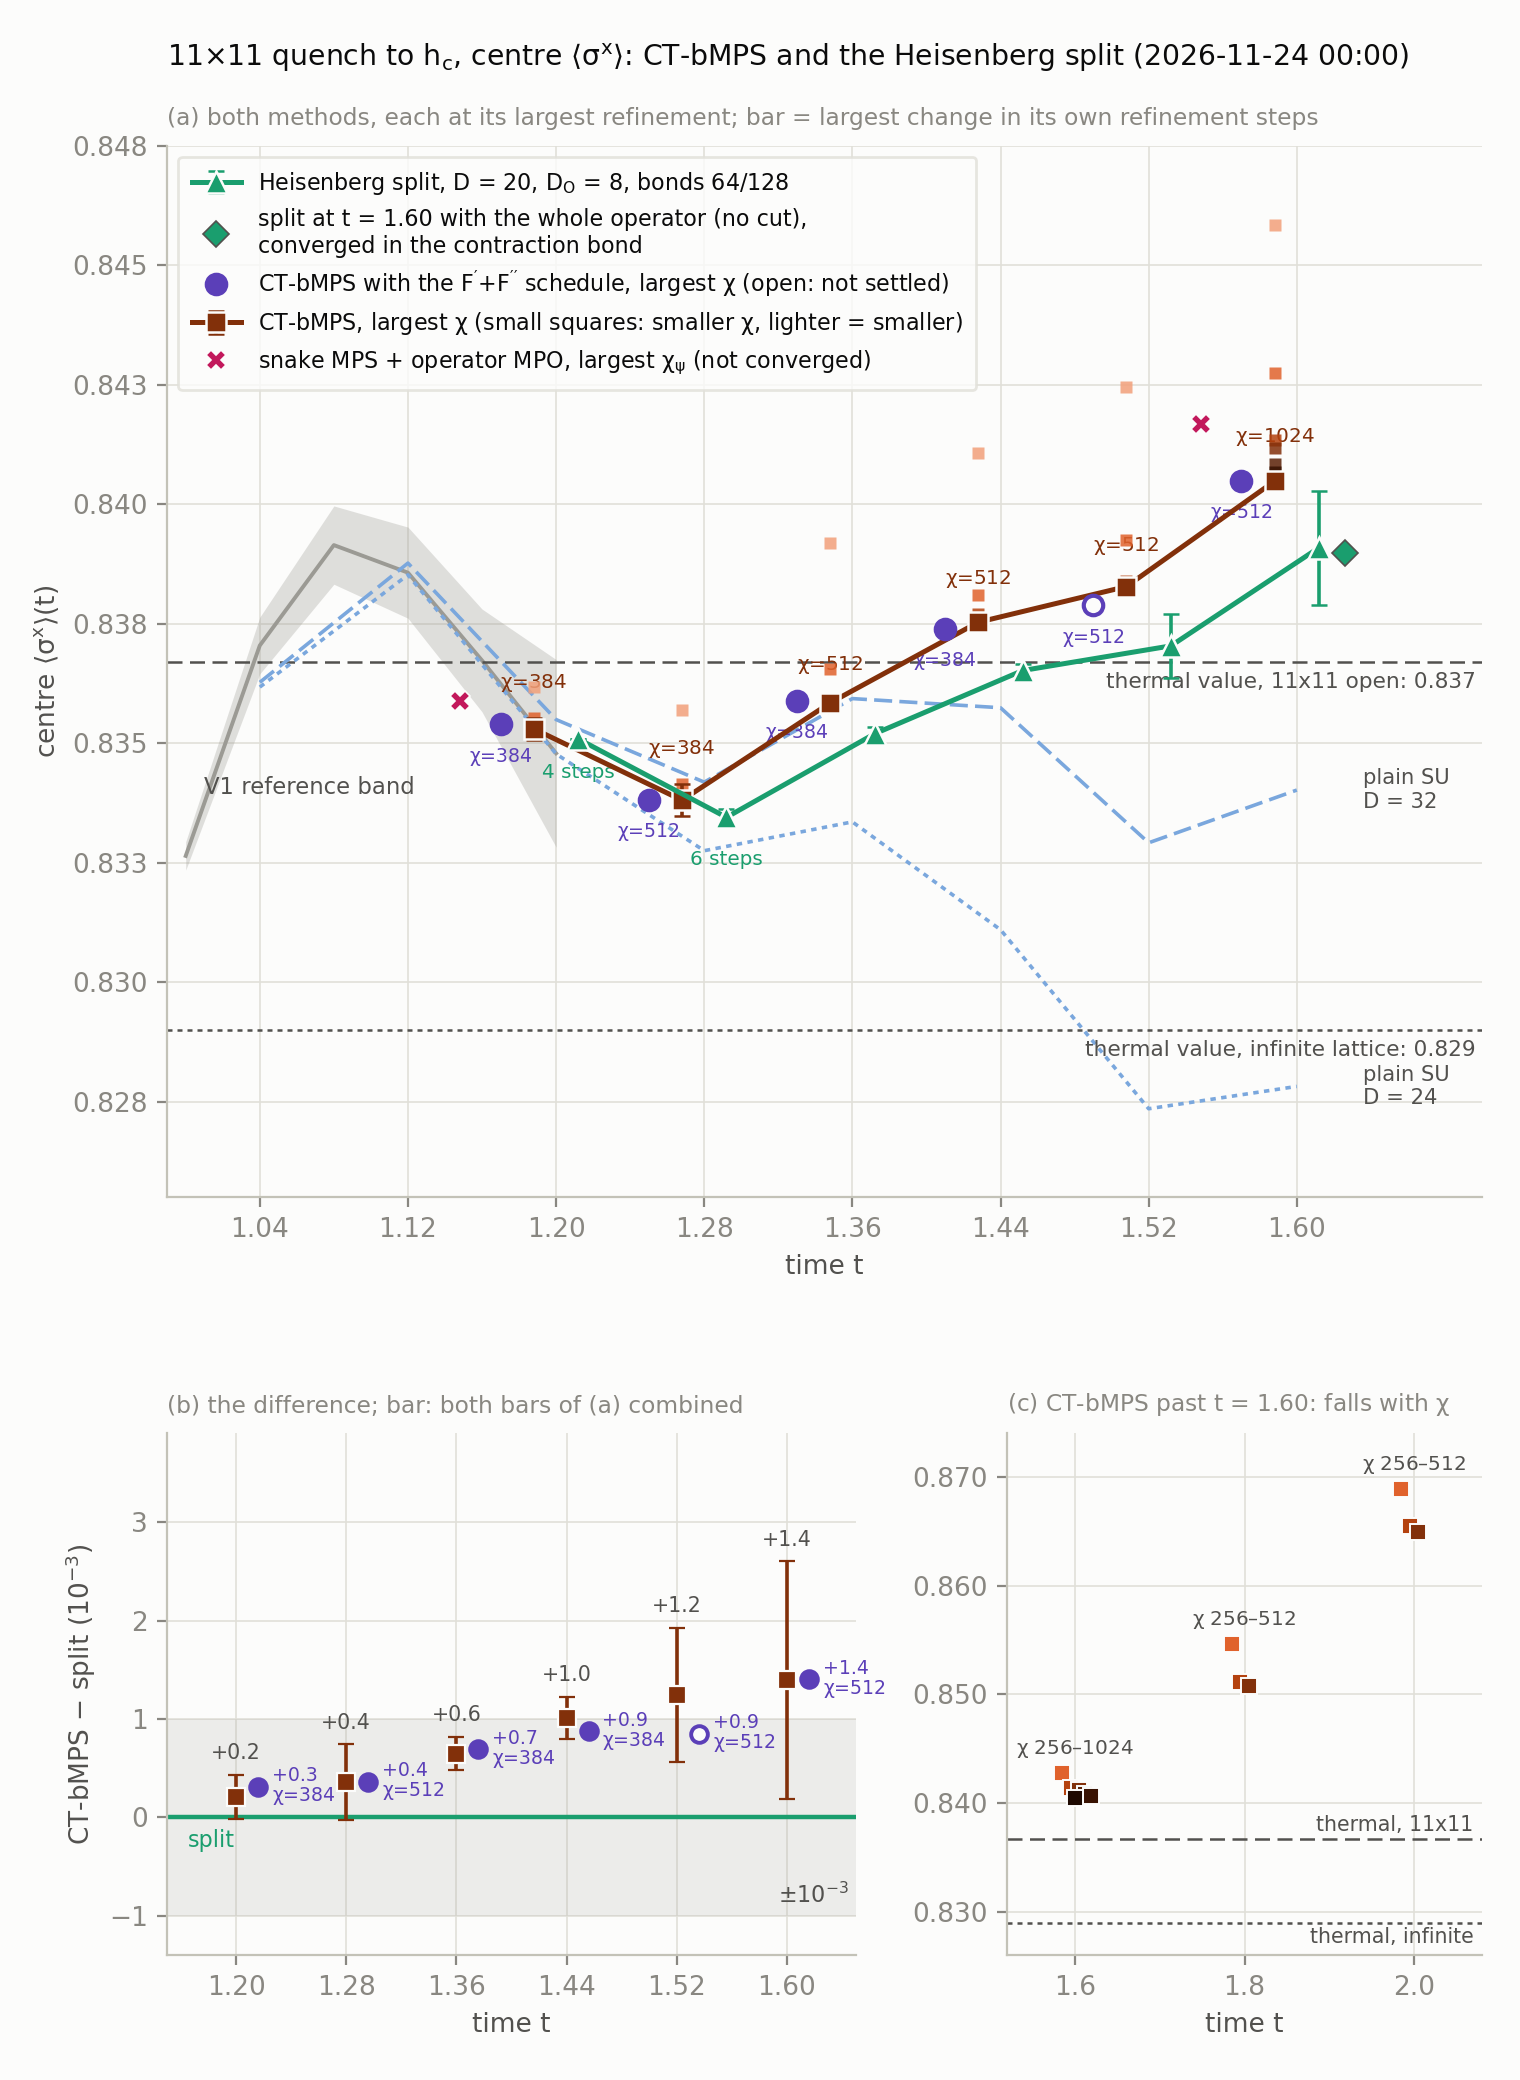 11×11 quench to h_c, centre ⟨σ^x⟩: CT-bMPS and the Heisenberg split (2026-11-24 00:00)
(a) both methods, each at its largest refinement; bar = largest change in its own refinement steps
centre ⟨σ^x⟩(t)
0.848
0.845
0.843
0.840
0.838
0.835
0.833
0.830
0.828
Heisenberg split, D = 20, D_O = 8, bonds 64/128
split at t = 1.60 with the whole operator (no cut),
converged in the contraction bond
CT-bMPS with the F′+F′′ schedule, largest χ (open: not settled)
CT-bMPS, largest χ (small squares: smaller χ, lighter = smaller)
snake MPS + operator MPO, largest χ_ψ (not converged)
χ=1024
χ=512
χ=512
χ=512
χ=512
χ=512
χ=384
χ=384
thermal value, 11x11 open: 0.837
χ=384
χ=384
χ=384
χ=384
4 steps
V1 reference band
plain SU
D = 32
χ=512
6 steps
thermal value, infinite lattice: 0.829
plain SU
D = 24
1.04
1.12
1.20
1.28
1.36
1.44
1.52
1.60
time t
(b) the difference; bar: both bars of (a) combined
CT-bMPS − split (10⁻³)
3
2
1
0
−1
+0.2
+0.4
+0.6
+1.0
+1.2
+1.4
+0.3
χ=384
+0.4
χ=512
+0.7
χ=384
+0.9
χ=384
+0.9
χ=512
+1.4
χ=512
split
±10⁻³
1.20
1.28
1.36
1.44
1.52
1.60
time t
(c) CT-bMPS past t = 1.60: falls with χ
0.870
0.860
0.850
0.840
0.830
χ 256–512
χ 256–512
χ 256–1024
thermal, 11x11
thermal, infinite
1.6
1.8
2.0
time t